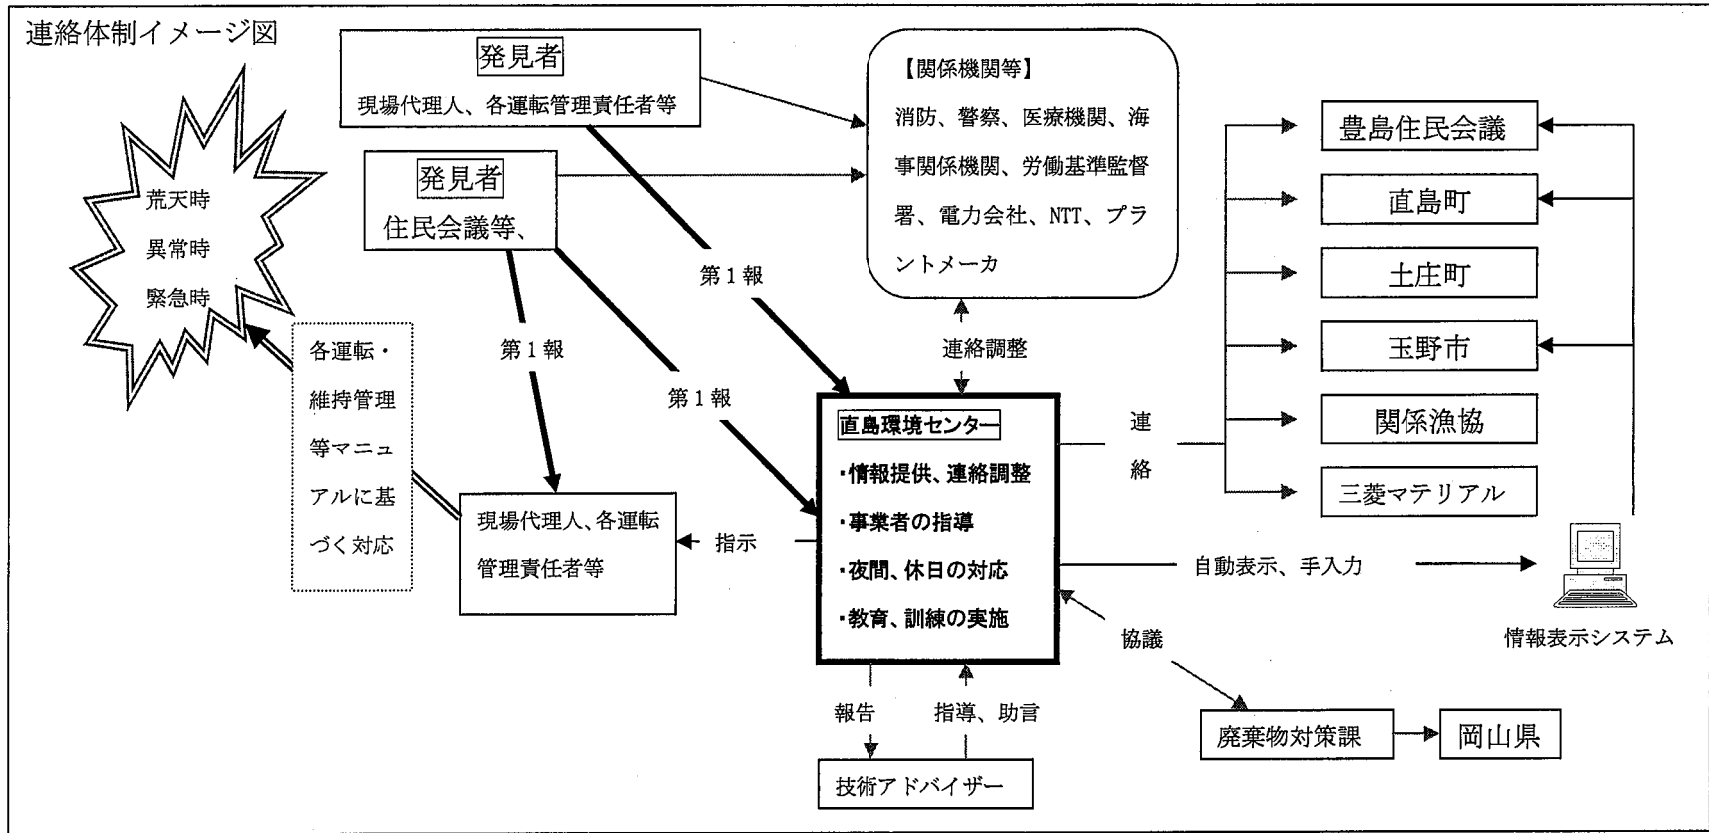 連絡体制イメージ図
発見者
現場代理人、各運転管理責任者等
発見者
住民会議等、
荒天時
異常時
緊急時
各運転・
維持管理
等マニュ
アルに基
づく対応
第1報
第1報
第1報
現場代理人、各運転
管理責任者等
指示
【関係機関等】
消防、警察、医療機関、海
事関係機関、労働基準監督
署、電力会社、NTT、プラ
ントメーカ
連絡調整
直島環境センター
・情報提供、連絡調整
・事業者の指導
・夜間、休日の対応
・教育、訓練の実施
報告
指導、助言
技術アドバイザー
連
絡
豊島住民会議
直島町
土庄町
玉野市
関係漁協
三菱マテリアル
自動表示、手入力
情報表示システム
協議
廃棄物対策課
岡山県